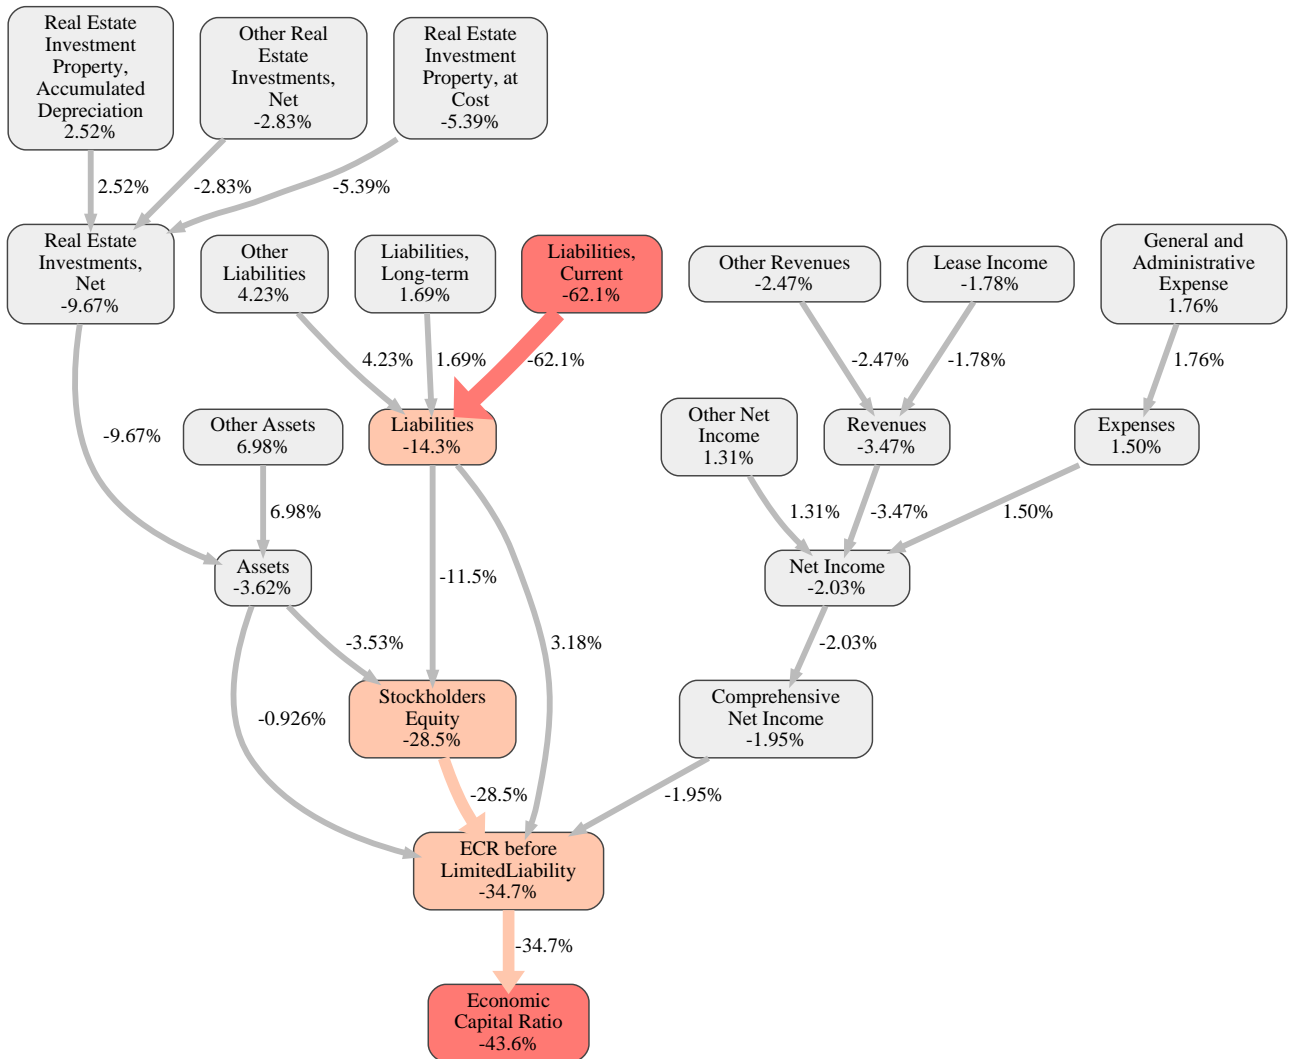 Real Estate
Investment
Property,
Accumulated
Depreciation
2.52%
Other Real
Estate
Investments,
Net
-2.83%
Real Estate
Investment
Property, at
Cost
-5.39%
2.52%
-2.83%
-5.39%
Real Estate
Investments,
Net
-9.67%
Other
Liabilities
4.23%
Liabilities,
Long-term
1.69%
Liabilities,
Current
-62.1%
Other Revenues
-2.47%
Lease Income
-1.78%
General and
Administrative
Expense
1.76%
4.23%
1.69%
-62.1%
-2.47%
-1.78%
1.76%
-9.67%
Other Assets
6.98%
Liabilities
-14.3%
Other Net
Income
1.31%
Revenues
-3.47%
Expenses
1.50%
6.98%
1.31%
-3.47%
1.50%
Assets
-3.62%
-11.5%
Net Income
-2.03%
-3.53%
3.18%
-2.03%
-0.926%
Stockholders
Equity
-28.5%
Comprehensive
Net Income
-1.95%
-28.5%
-1.95%
ECR before
LimitedLiability
-34.7%
-34.7%
Economic
Capital Ratio
-43.6%